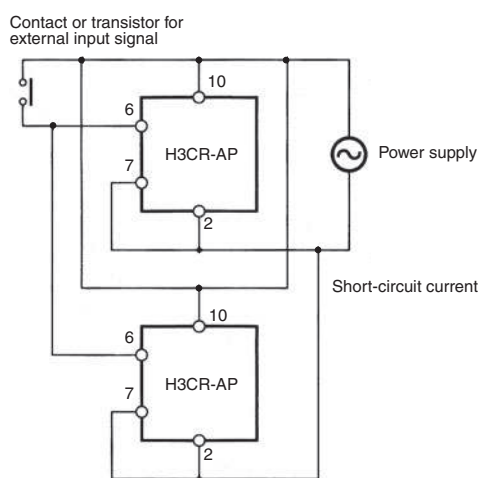 Contact or transistor for
external input signal
10
6
H3CR-AP
7
2
Power supply
Short-circuit current
10
6
H3CR-AP
7
2